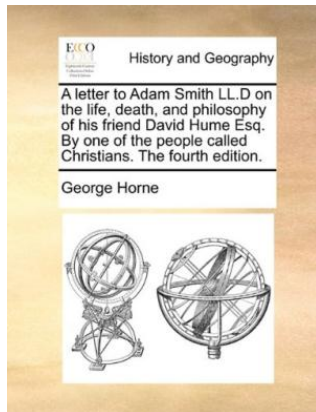 ECCO
History and Geography
A letter to Adam Smith LL.D on
the life, death, and philosophy
of his friend David Hume Esq.
By one of the people called
Christians. The fourth edition.
George Horne